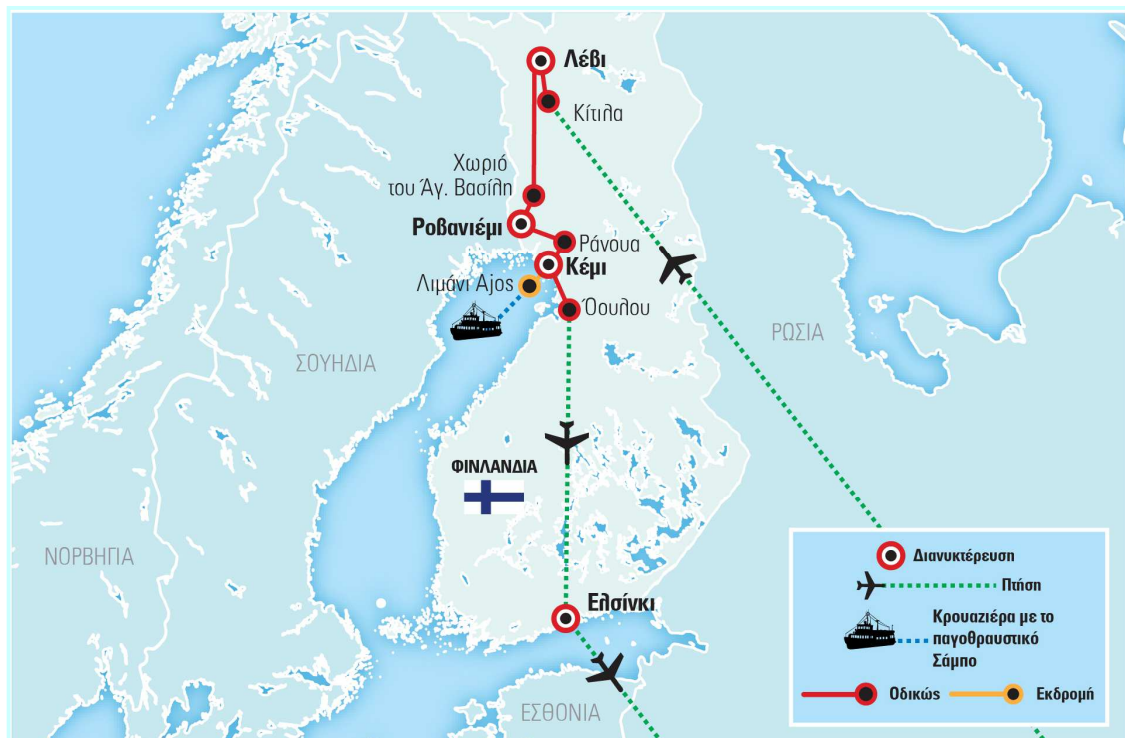 Λέβι
Κίτιλα
Χωριό
του Άγ. Βασίλη
Ροβανιέμι
Ράνουα
Κέμι
Λιμάνι Ajos
Όουλου
ΡΩΣΙΑ
ΣΟΥΗΔΙΑ
ΦΙΝΛΑΝΔΙΑ
ΝΟΡΒΗΓΙΑ
Ελσίνκι
ΕΣΘΟΝΙΑ
Διανυκτέρευση
Πτήση
Κρουαζιέρα με το
παγοθραυστικό
Σάμπο
Οδικώς
Εκδρομή